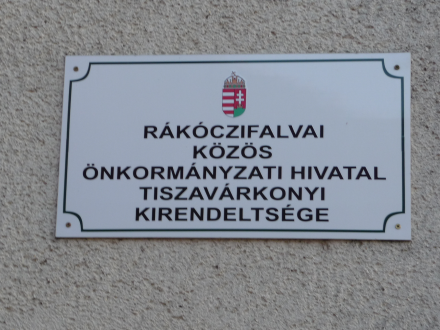 RÁKÓCZIFALVAI
KÖZÖS
ÖNKORMÁNYZATI HIVATAL
TISZAVÁRKONYI
KIRENDELTSÉGE